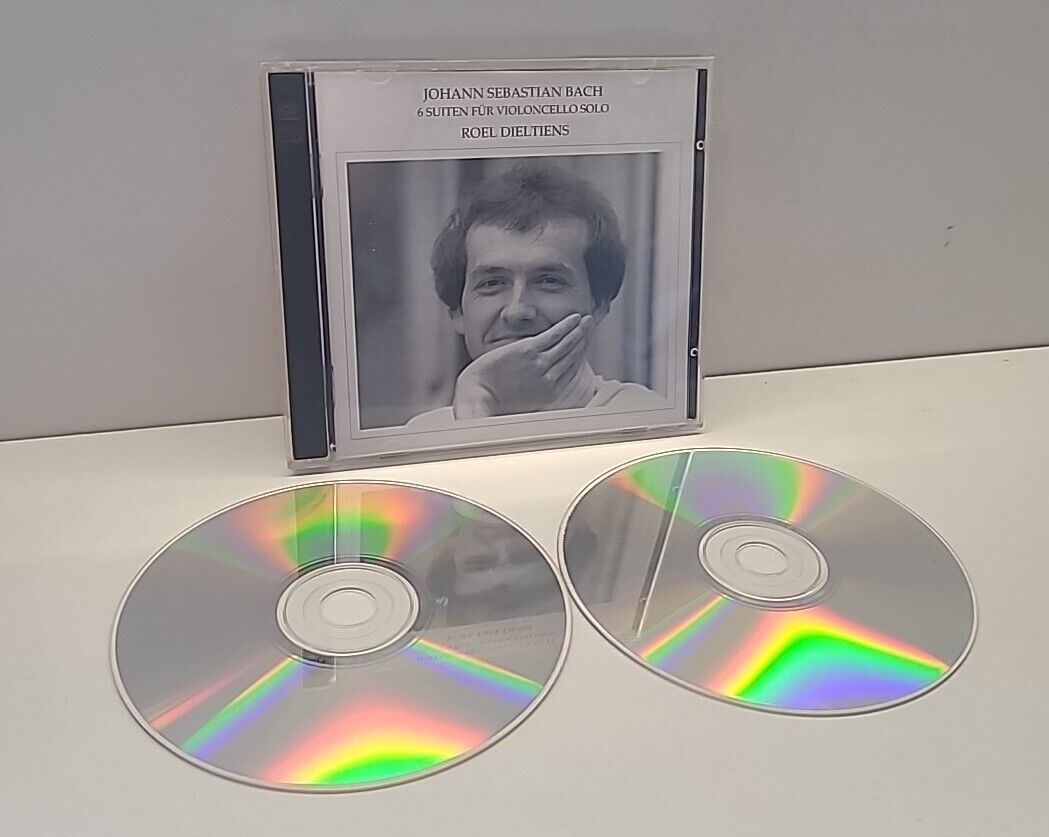 JOHANN SEBASTIAN BACH
6 SUITEN FÜR VIOLONCELLO SOLO
ROEL DIELTIENS